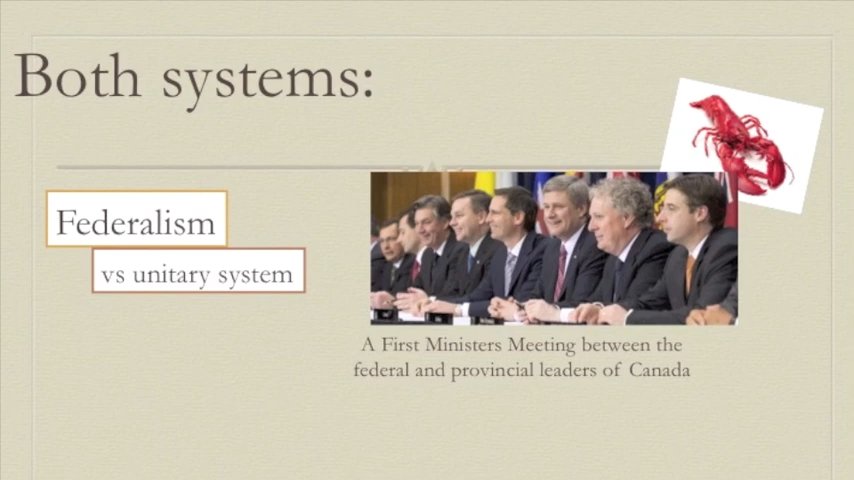 Both systems:
Federalism
vs unitary system
A First Ministers Meeting between the
federal and provincial leaders of Canada